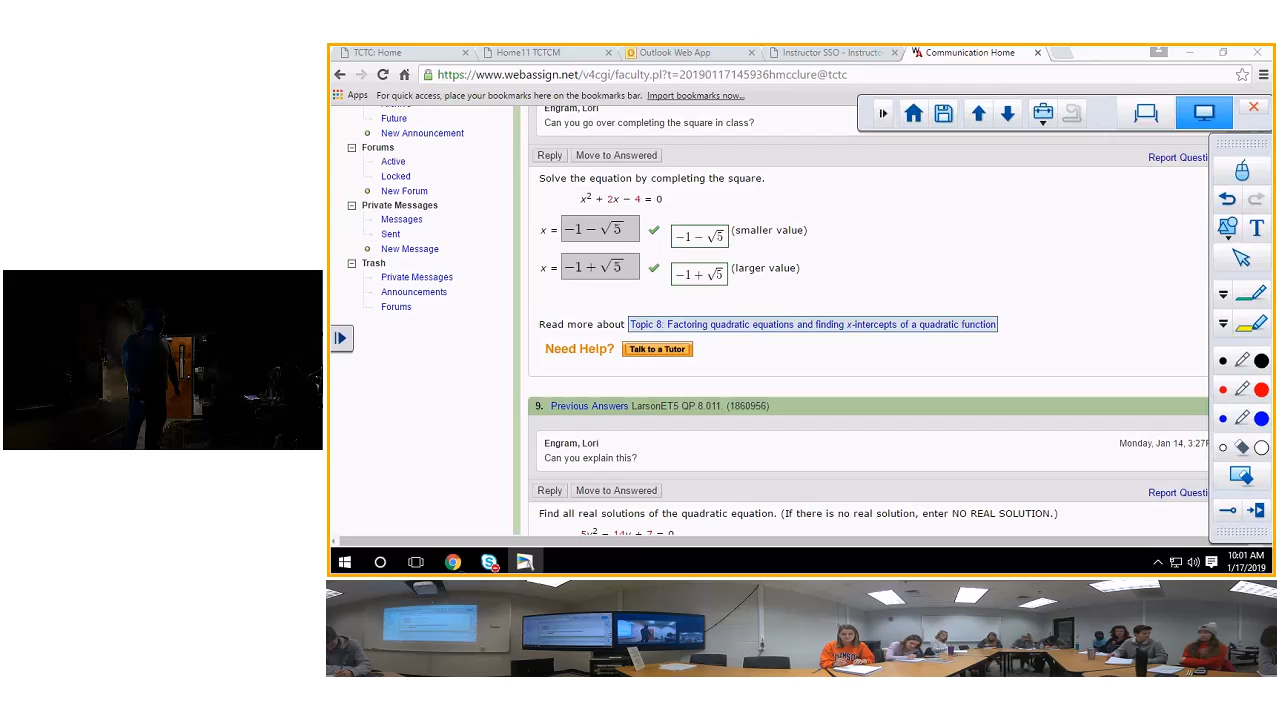 TCTC: Home
Home11 TCTCM
Outlook Web App
Instructor SSO - Instructo
Communication Home
https://www.webassign.net/v4cgi/faculty.pl?t=20190117145936hmcclure@tctc
Apps
For quick access, place your bookmarks here on the bookmarks bar. Import bookmarks now...
Future
New Announcement
Forums
Active
Locked
New Forum
Private Messages
Messages
Sent
New Message
Trash
Private Messages
Announcements
Forums
Engram, Lori
Can you go over completing the square in class?
Reply
Move to Answered
Report Questi
Solve the equation by completing the square.
x² + 2x − 4 = 0
x = −1 − √5 −1 − √5 (smaller value)
x = −1 + √5 −1 + √5 (larger value)
Read more about Topic 8: Factoring quadratic equations and finding x-intercepts of a quadratic function
Need Help? Talk to a Tutor
9. Previous Answers LarsonET5 QP 8.011. (1860956)
Engram, Lori
Monday, Jan 14, 3:27
Can you explain this?
Reply
Move to Answered
Report Questi
Find all real solutions of the quadratic equation. (If there is no real solution, enter NO REAL SOLUTION.)
T
10:01 AM
1/17/2019